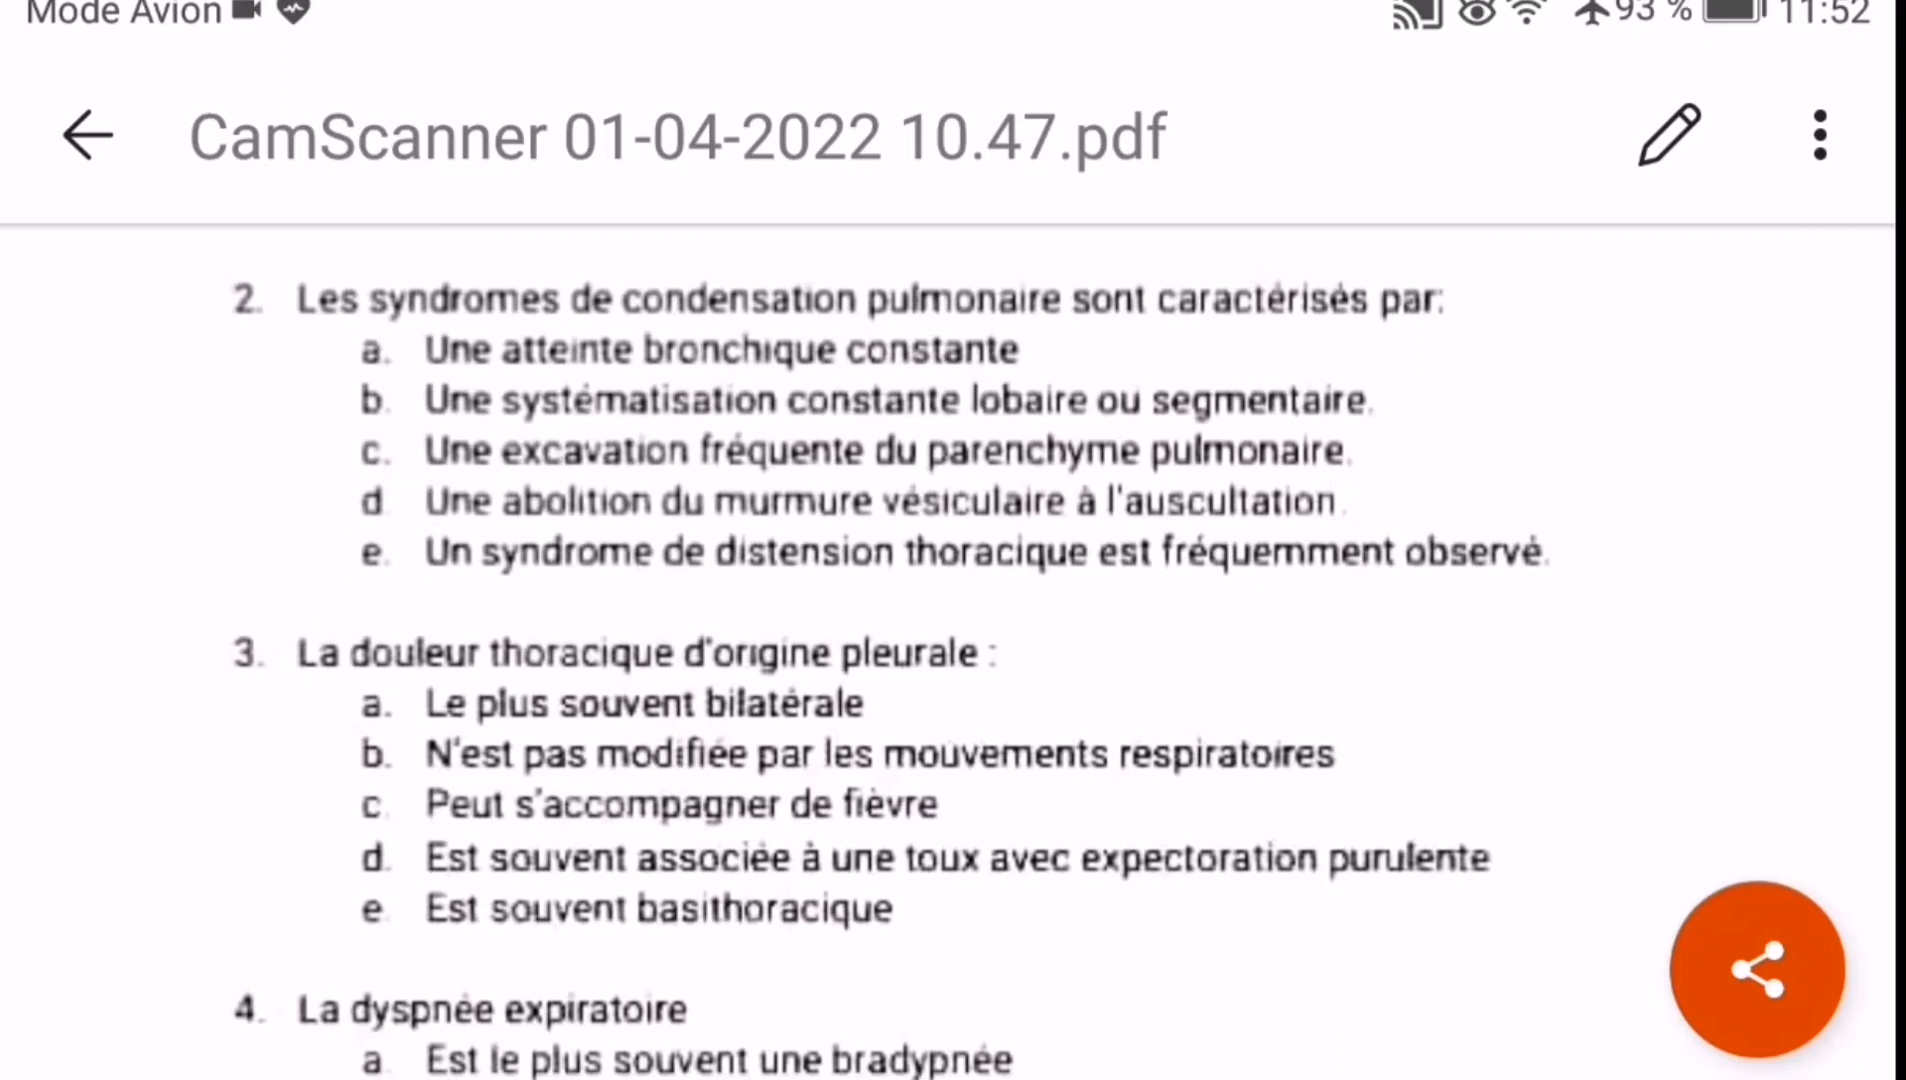 Mode Avion 93 % 11:52
CamScanner 01-04-2022 10.47.pdf
2. Les syndromes de condensation pulmonaire sont caractérisés par:
a. Une atteinte bronchique constante
b. Une systématisation constante lobaire ou segmentaire.
c. Une excavation fréquente du parenchyme pulmonaire.
d. Une abolition du murmure vésiculaire à l'auscultation.
e. Un syndrome de distension thoracique est fréquemment observé.
3. La douleur thoracique d'origine pleurale :
a. Le plus souvent bilatérale
b. N'est pas modifiée par les mouvements respiratoires
c. Peut s'accompagner de fièvre
d. Est souvent associée à une toux avec expectoration purulente
e. Est souvent basithoracique
4. La dyspnée expiratoire
a. Est le plus souvent une bradypnée